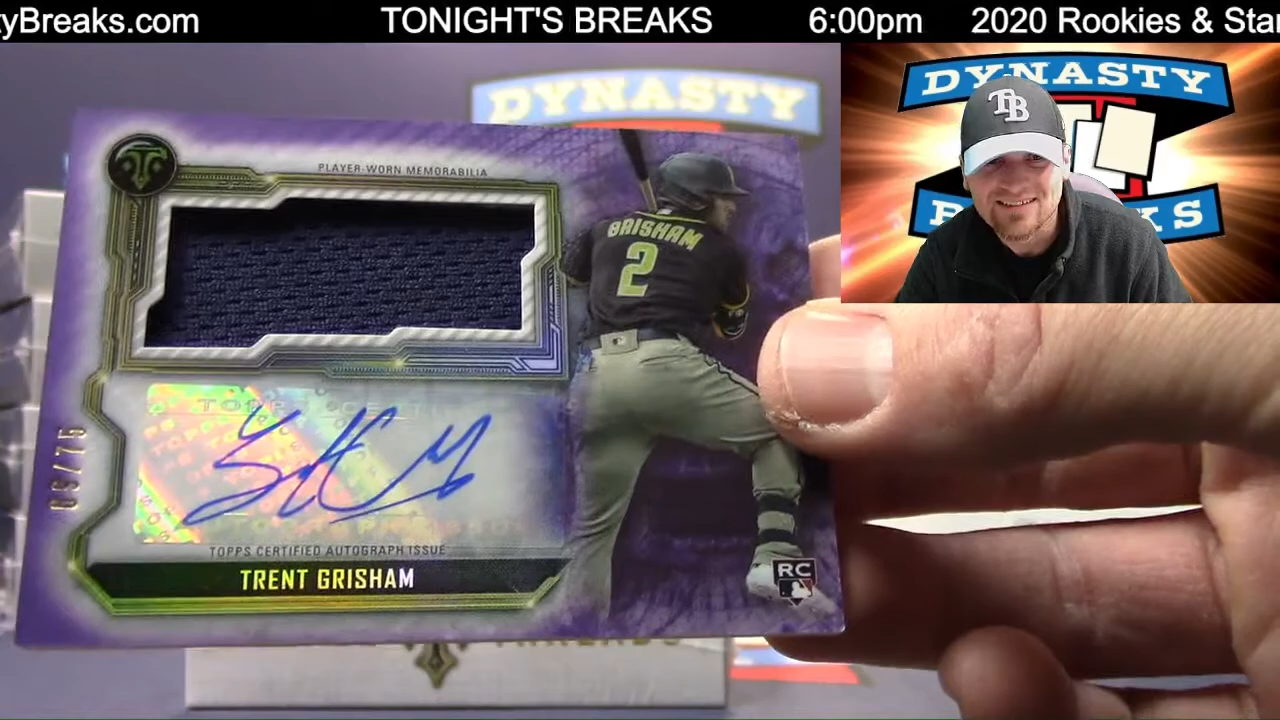 tyBreaks.com TONIGHT'S BREAKS 6:00pm 2020 Rookies & Star
DYNASTY
DYNASTY
PLAYER-WORN MEMORABILIA
TB
GRISHAM
2
TOPPS CERTIFIED AUTOGRAPH ISSUE
TRENT GRISHAM
RC